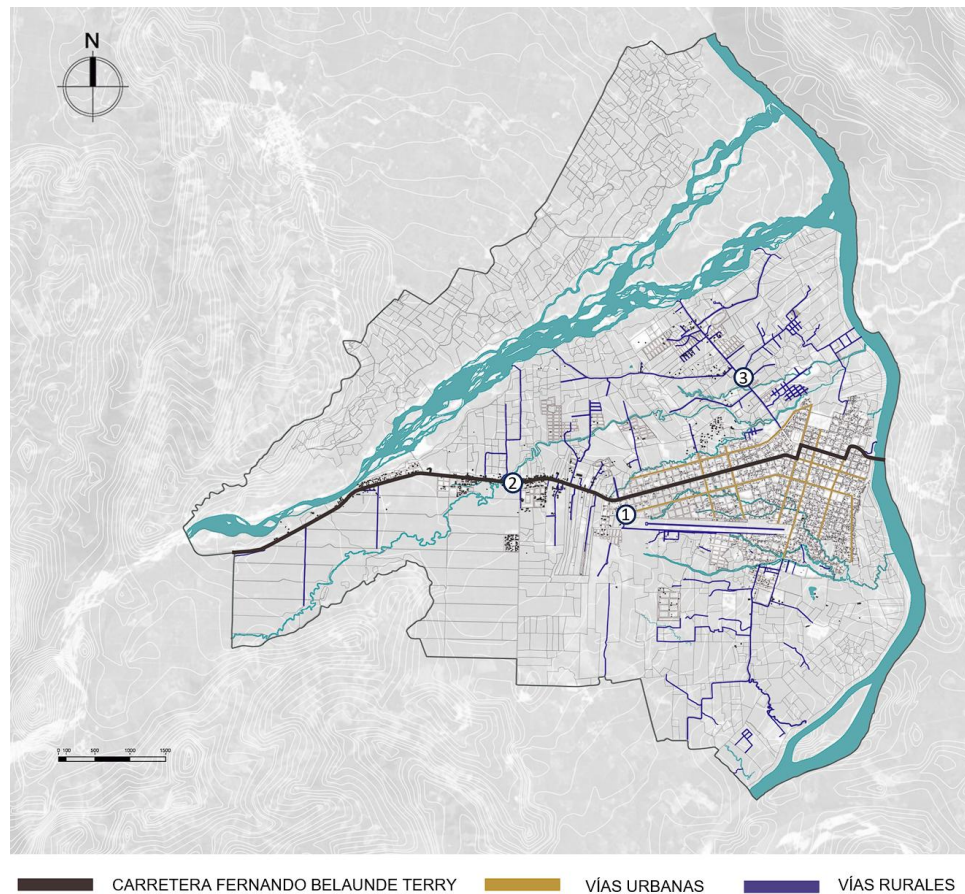 N
3
2
1
0 100 500 1000 1500
CARRETERA FERNANDO BELAUNDE TERRY VÍAS URBANAS VÍAS RURALES